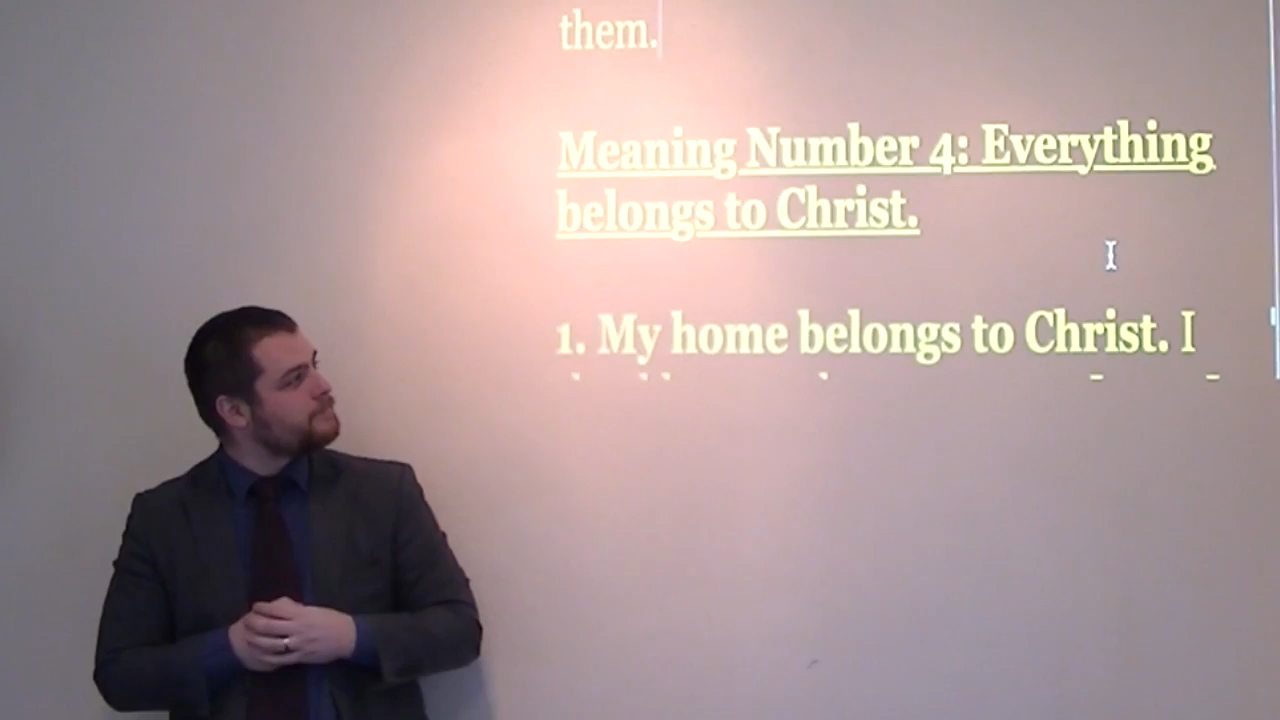 them.
Meaning Number 4: Everything
belongs to Christ.
1. My home belongs to Christ. I